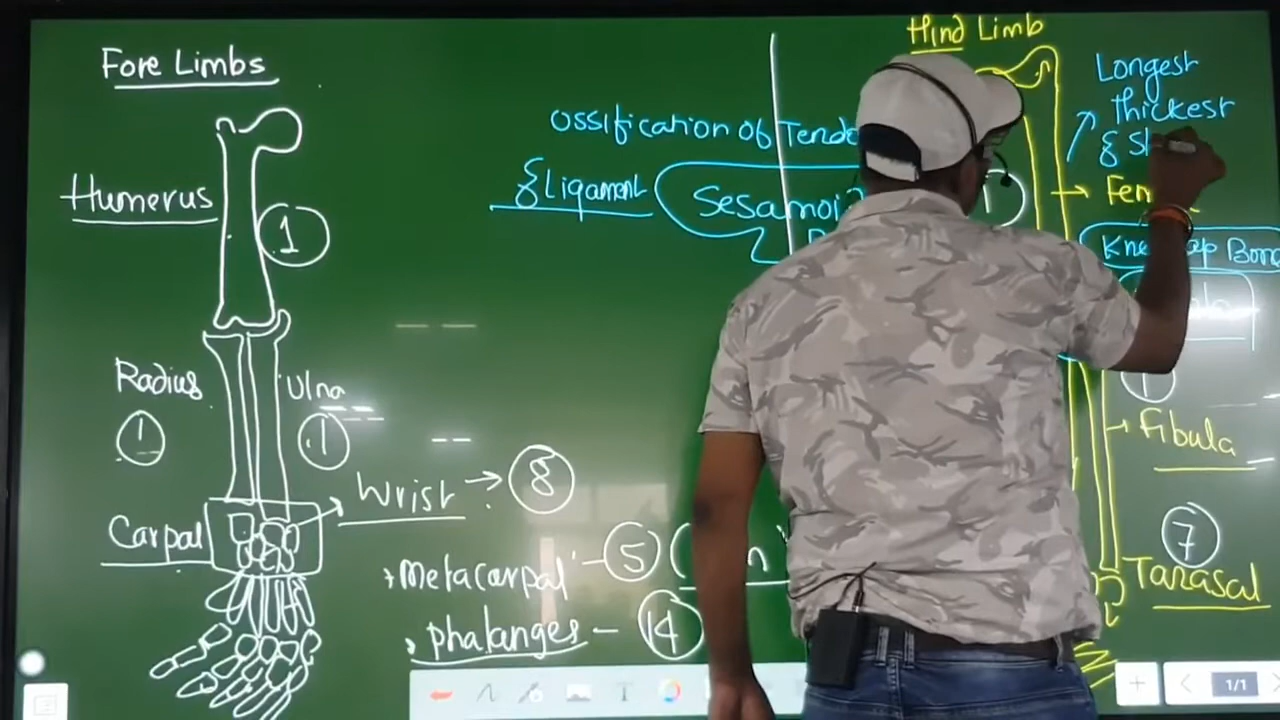 Fore Limbs
Humerus
1
Radius
1
Ulna
1
Carpal
Wrist → 8
metacarpal - 5
Phalanges - 14
Ossification of
& Ligament
Hind Limb
Longest
thickest
&
1
Fibula
7
Tarasal
1/1